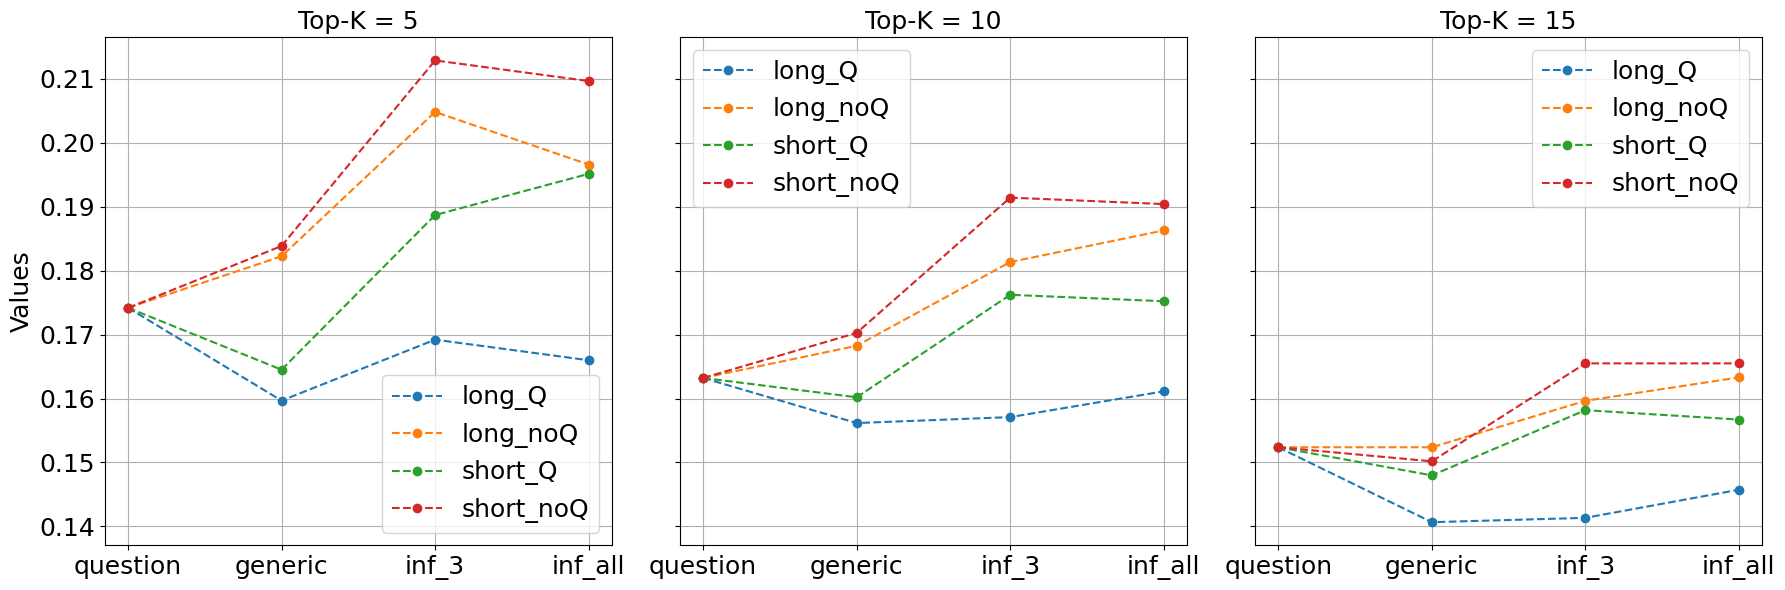 Top-K = 5
Top-K = 10
Top-K = 15
Values
0.21
0.20
0.19
0.18
0.17
0.16
0.15
0.14
long_Q
long_noQ
short_Q
short_noQ
question
generic
inf_3
inf_all
long_Q
long_noQ
short_Q
short_noQ
question
generic
inf_3
inf_all
long_Q
long_noQ
short_Q
short_noQ
question
generic
inf_3
inf_all